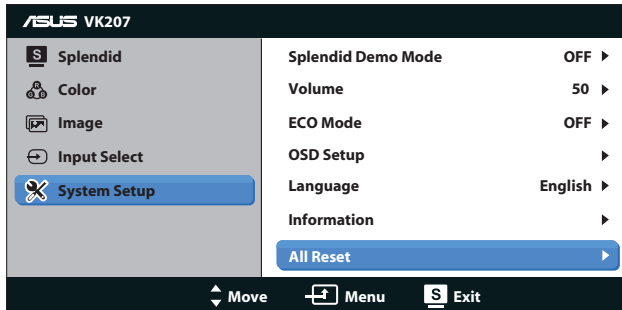 ASUS VK207
S Splendid
Color
R
G B
Image
Input Select
System Setup
Splendid Demo Mode OFF
Volume 50
ECO Mode OFF
OSD Setup
Language English
Information
All Reset
Move Menu S Exit